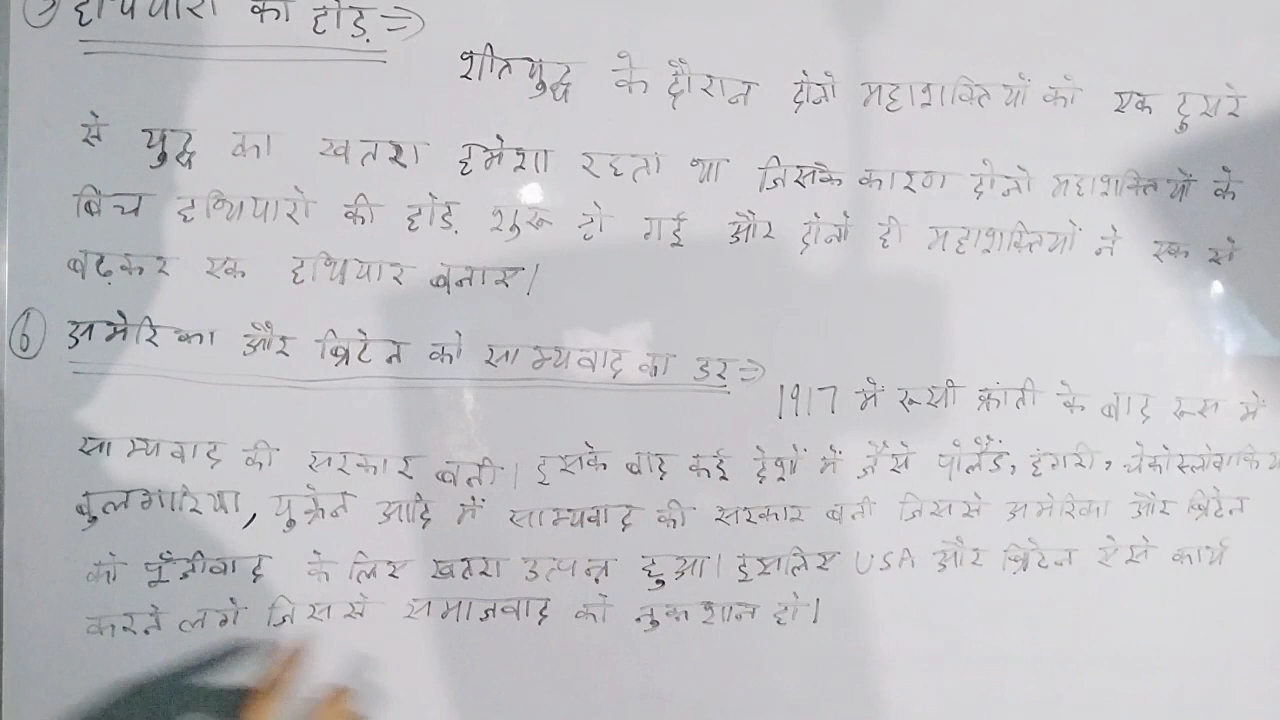 हथियारों की होड़ ⇒
शीतयुद्ध के दौरान दोनो महाशक्तियों को एक दुसरे
से युद्ध का खतरा हमेशा रहता था जिसके कारण दोनो महाशक्तियों के
बिच हथियारो की होड़ शुरू हो गई और दोनो ही महाशक्तियों ने एक से
बढ़कर एक हथियार बनाए।
⑥ अमेरिका और ब्रिटेन को साम्यवाद का डर ⇒
1917 में रूसी क्रांती के बाद रूस में
साम्यवाद की सरकार बनी। इसके बाद कई देशों में जैसे पोलैंड, हंगरी, चेकोस्लोवाकिया
बुलगारिया, युक्रेन आदि में साम्यवाद की सरकार बनी जिससे अमेरिका और ब्रिटेन
को पूँजीवाद के लिए खतरा उत्पन्न हुआ। इसलिए USA और ब्रिटेन ऐसे कार्य
करने लगे जिससे समाजवाद को नुकशान हो।